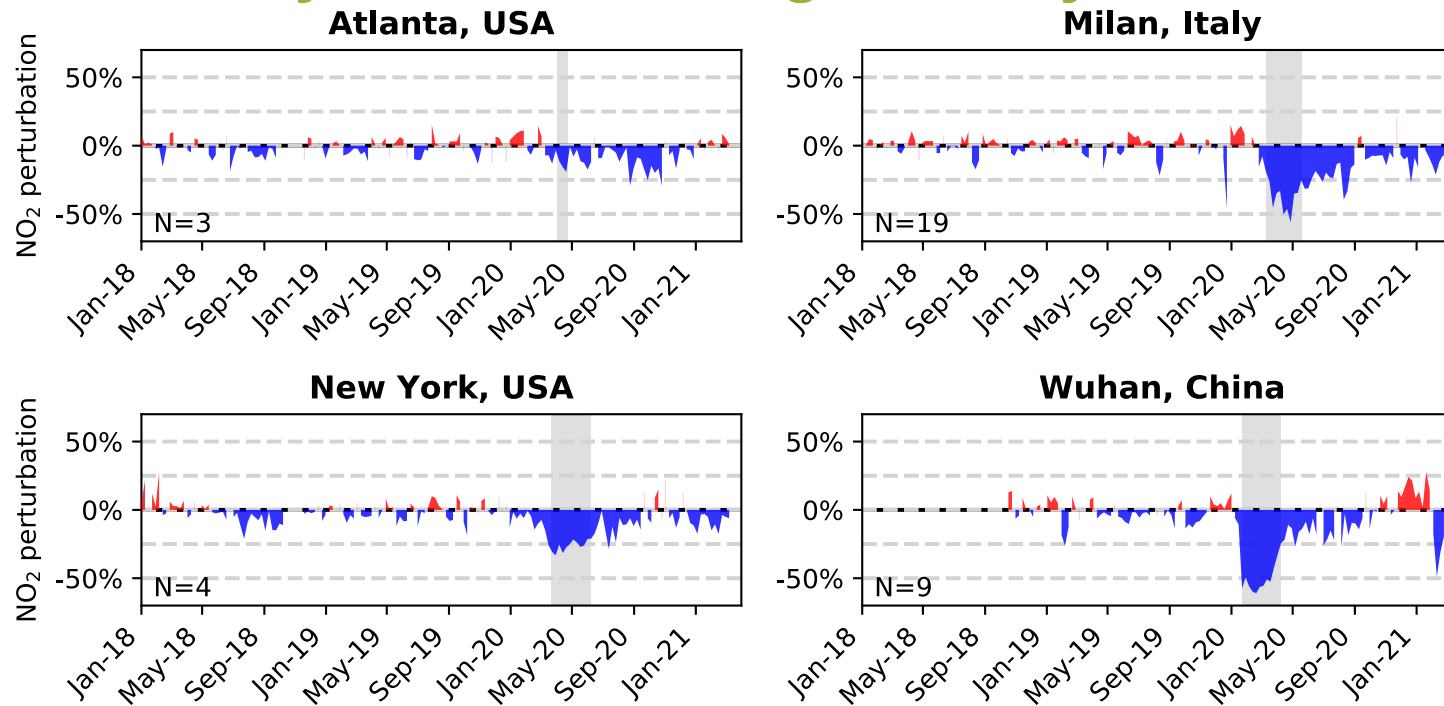 Atlanta, USA
NO₂ perturbation
50%
0%
-50%
N=3
Jan-18
May-18
Sep-18
Jan-19
May-19
Sep-19
Jan-20
May-20
Sep-20
Jan-21
Milan, Italy
N=19
Jan-18
May-18
Sep-18
Jan-19
May-19
Sep-19
Jan-20
May-20
Sep-20
Jan-21
New York, USA
NO₂ perturbation
50%
0%
-50%
N=4
Jan-18
May-18
Sep-18
Jan-19
May-19
Sep-19
Jan-20
May-20
Sep-20
Jan-21
Wuhan, China
50%
0%
-50%
N=9
Jan-18
May-18
Sep-18
Jan-19
May-19
Sep-19
Jan-20
May-20
Sep-20
Jan-21